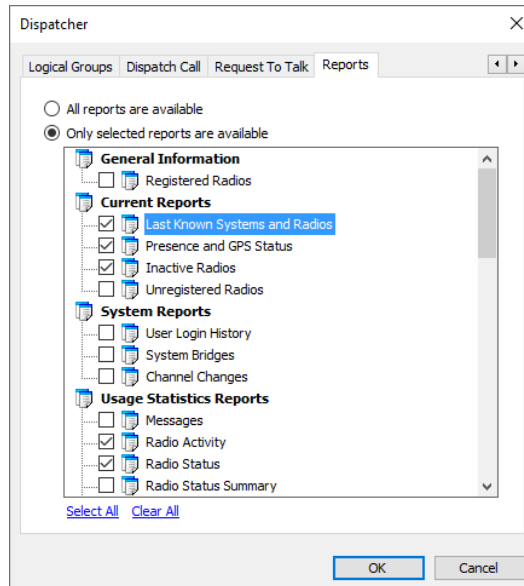 Dispatcher
Logical Groups Dispatch Call Request To Talk Reports
All reports are available
Only selected reports are available
General Information
Registered Radios
Current Reports
Last Known Systems and Radios
Presence and GPS Status
Inactive Radios
Unregistered Radios
System Reports
User Login History
System Bridges
Channel Changes
Usage Statistics Reports
Messages
Radio Activity
Radio Status
Radio Status Summary
Select All Clear All
OK Cancel